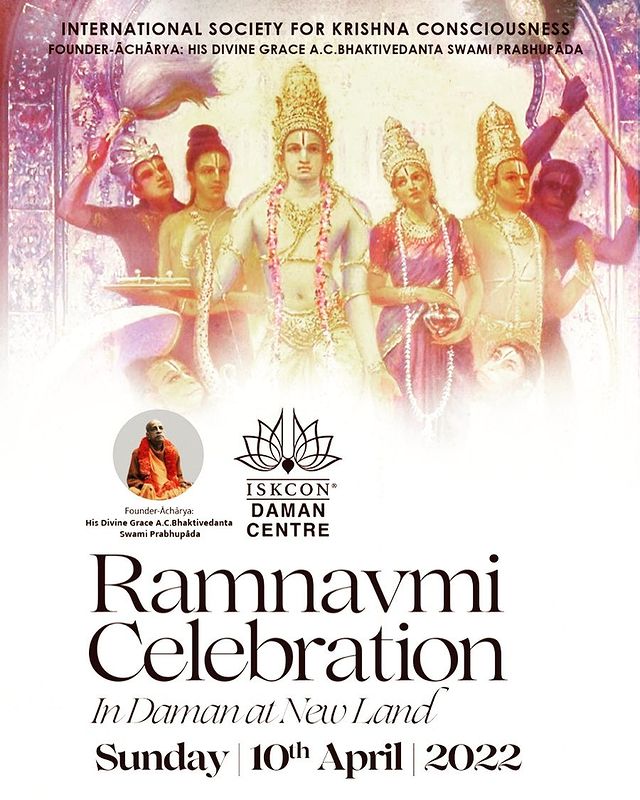 INTERNATIONAL SOCIETY FOR KRISHNA CONSCIOUSNESS
FOUNDER-ĀCHĀRYA: HIS DIVINE GRACE A.C.BHAKTIVEDANTA SWAMI PRABHUPĀDA
Founder-Āchārya:
His Divine Grace A.C.Bhaktivedanta
Swami Prabhupāda
ISKCON®
DAMAN
CENTRE
Ramnavmi
Celebration
In Daman at New Land
Sunday | 10th April | 2022